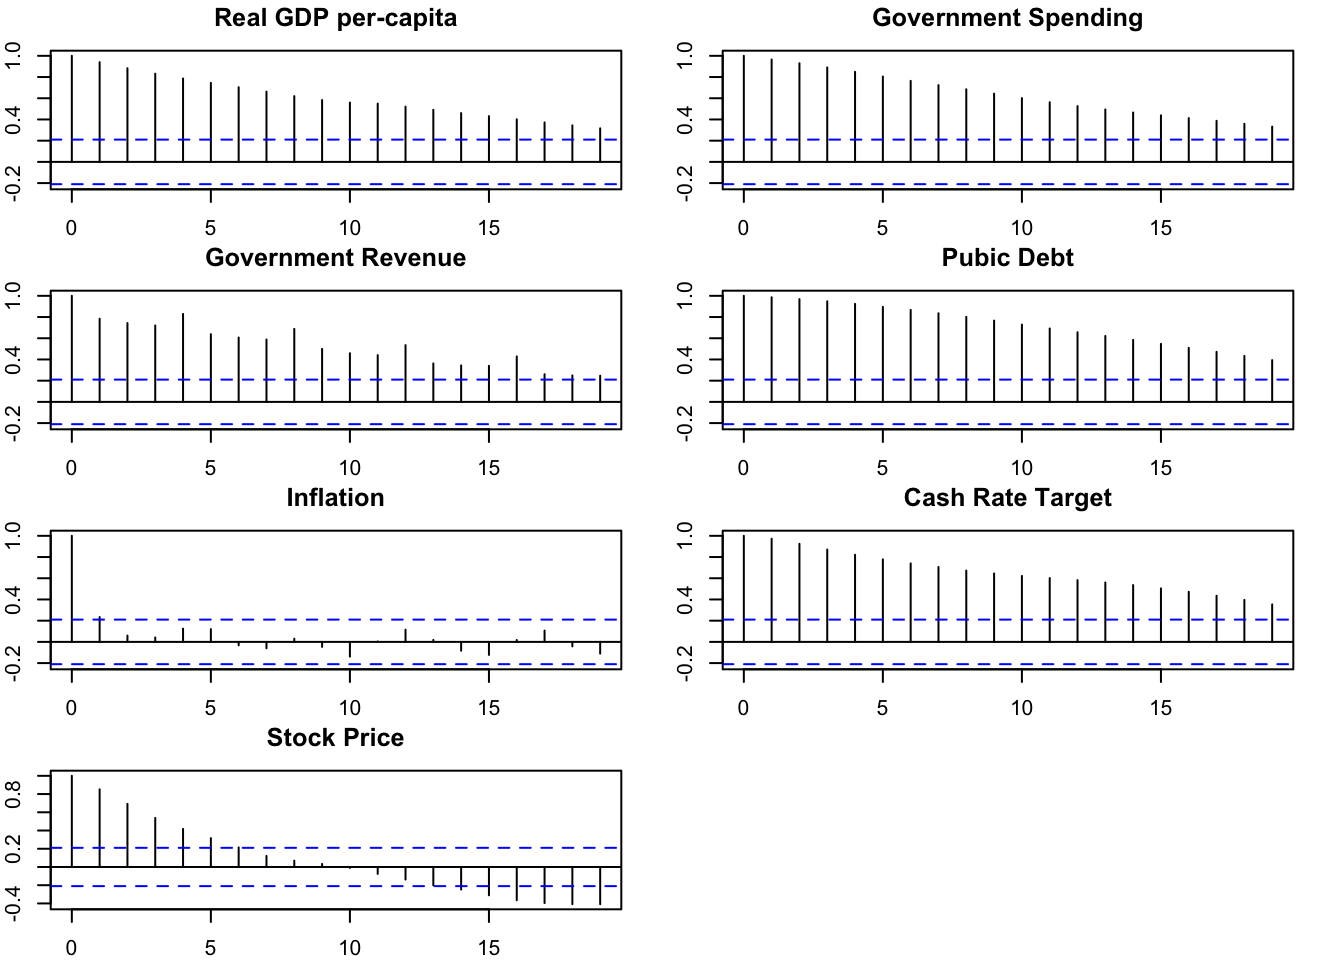 Real GDP per-capita
1.0
0.4
-0.2
0 5 10 15
Government Spending
1.0
0.4
-0.2
0 5 10 15
Government Revenue
1.0
0.4
-0.2
0 5 10 15
Pubic Debt
1.0
0.4
-0.2
0 5 10 15
Inflation
1.0
0.4
-0.2
0 5 10 15
Cash Rate Target
1.0
0.4
-0.2
0 5 10 15
Stock Price
0.8
0.2
-0.4
0 5 10 15